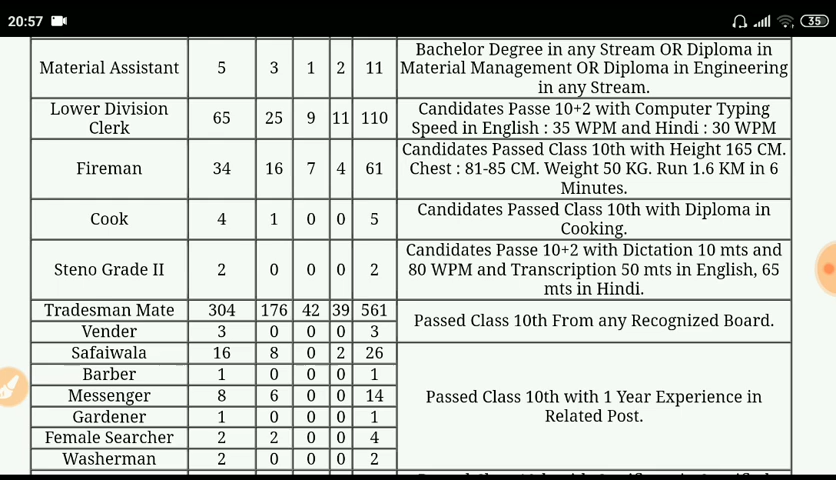 20:57 35
Bachelor Degree in any Stream OR Diploma in
Material Assistant 5 3 1 2 11 Material Management OR Diploma in Engineering
in any Stream.
Lower Division
Clerk 65 25 9 11 110
Candidates Passe 10+2 with Computer Typing
Speed in English : 35 WPM and Hindi : 30 WPM
Candidates Passed Class 10th with Height 165 CM.
Fireman 34 16 7 4 61 Chest : 81-85 CM. Weight 50 KG. Run 1.6 KM in 6
Minutes.
Cook 4 1 0 0 5
Candidates Passed Class 10th with Diploma in
Cooking.
Candidates Passe 10+2 with Dictation 10 mts and
Steno Grade II 2 0 0 0 2 80 WPM and Transcription 50 mts in English, 65
mts in Hindi.
Tradesman Mate 304 176 42 39 561
Vender 3 0 0 0 3
Passed Class 10th From any Recognized Board.
Safaiwala 16 8 0 2 26
Barber 1 0 0 0 1
Messenger 8 6 0 0 14
Gardener 1 0 0 0 1
Female Searcher 2 2 0 0 4
Washerman 2 0 0 0 2
Passed Class 10th with 1 Year Experience in
Related Post.